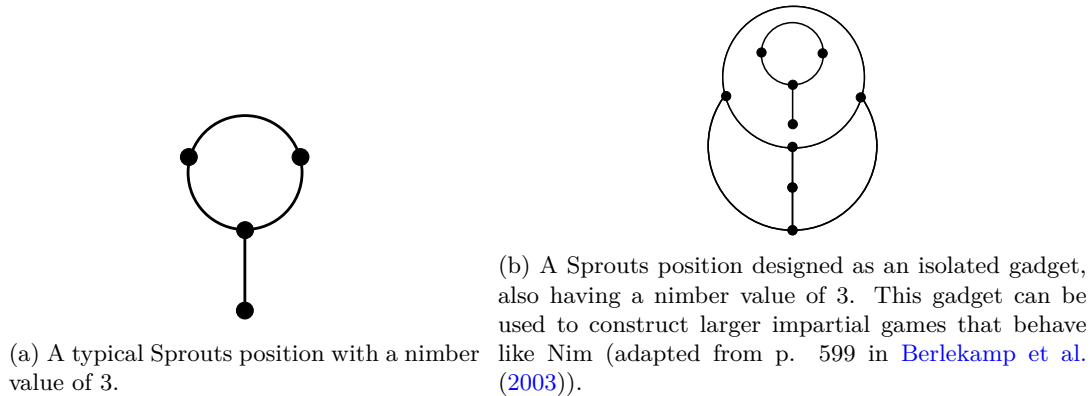 (a) A typical Sprouts position with a nimber
value of 3.
(b) A Sprouts position designed as an isolated gadget,
also having a nimber value of 3. This gadget can be
used to construct larger impartial games that behave
like Nim (adapted from p. 599 in Berlekamp et al.
(2003)).